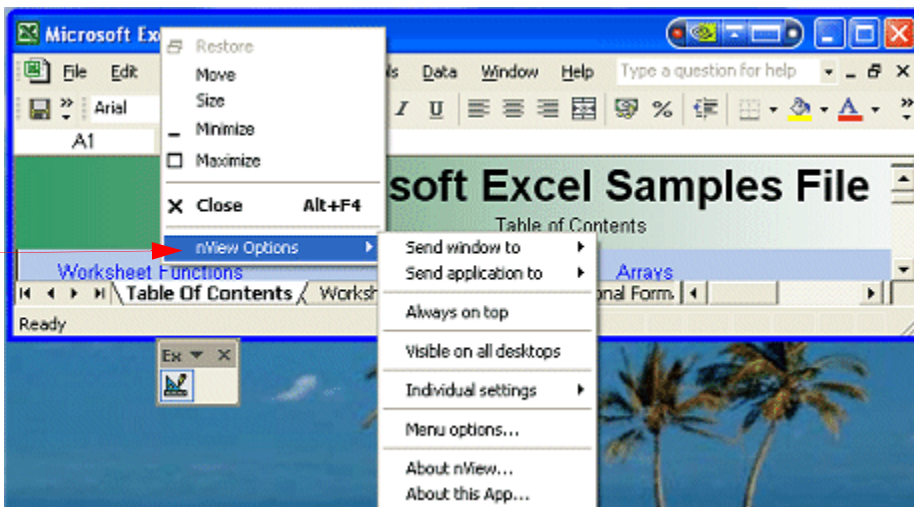 Microsoft Ex
Restore
Move
Size
Minimize
Maximize
Close Alt+F4
nView Options
File Edit Data Window Help Type a question for help
Arial I U %
A1
soft Excel Samples File
Table of Contents
Worksheet Functions Arrays
Table Of Contents Worksh onal Form
Ready
Send window to
Send application to
Always on top
Visible on all desktops
Individual settings
Menu options...
About nView...
About this App...
Ex